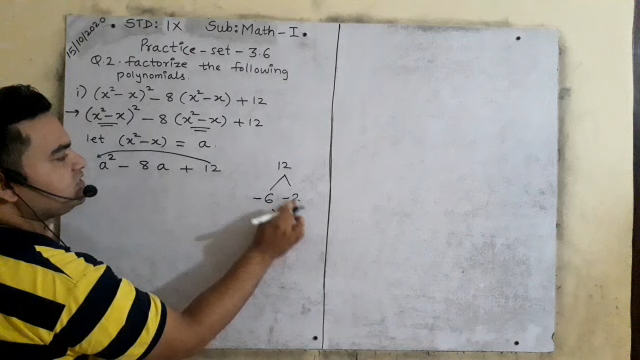 15/10/2020
• STD: IX Sub: Math-I.
Practice-set-3.6
Q.2. factorize the following
polynomials.
i) (x²-x)² - 8 (x²-x) + 12
→ (x²-x)² - 8 (x²-x) + 12
let (x²-x) = a.
a² - 8a + 12
12
-6 -2